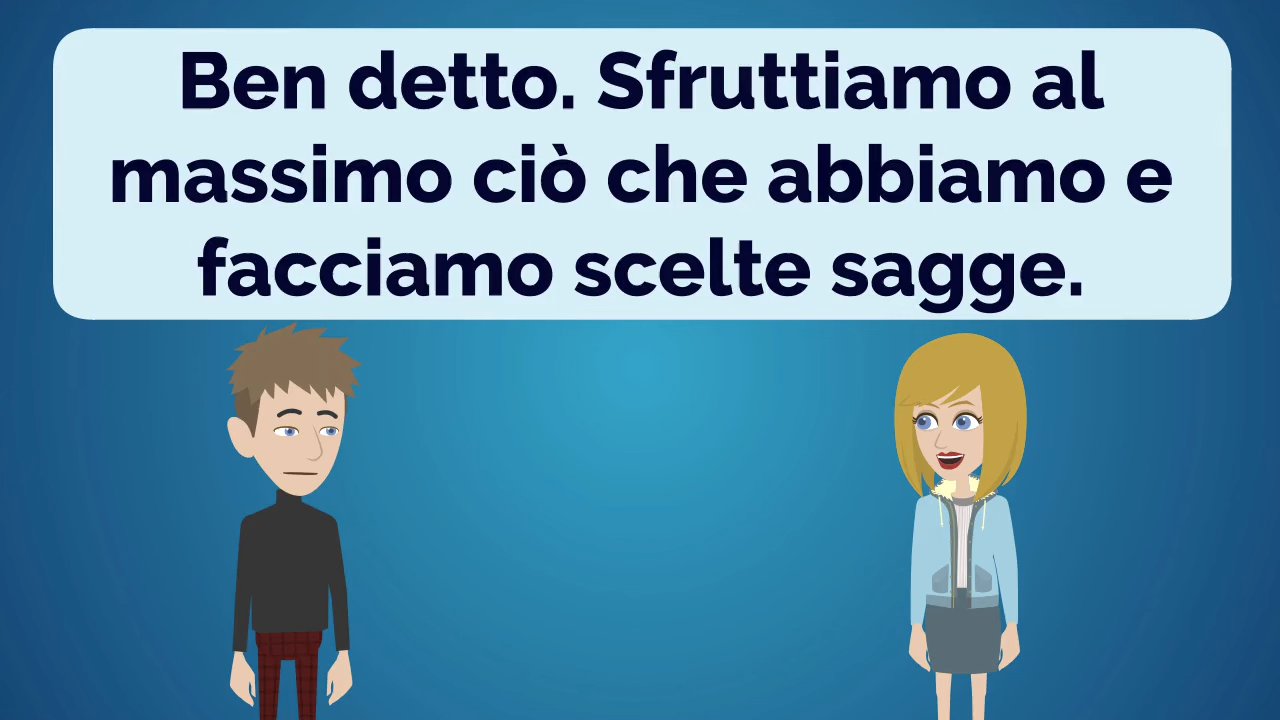 Ben detto. Sfruttiamo al
massimo ciò che abbiamo e
facciamo scelte sagge.